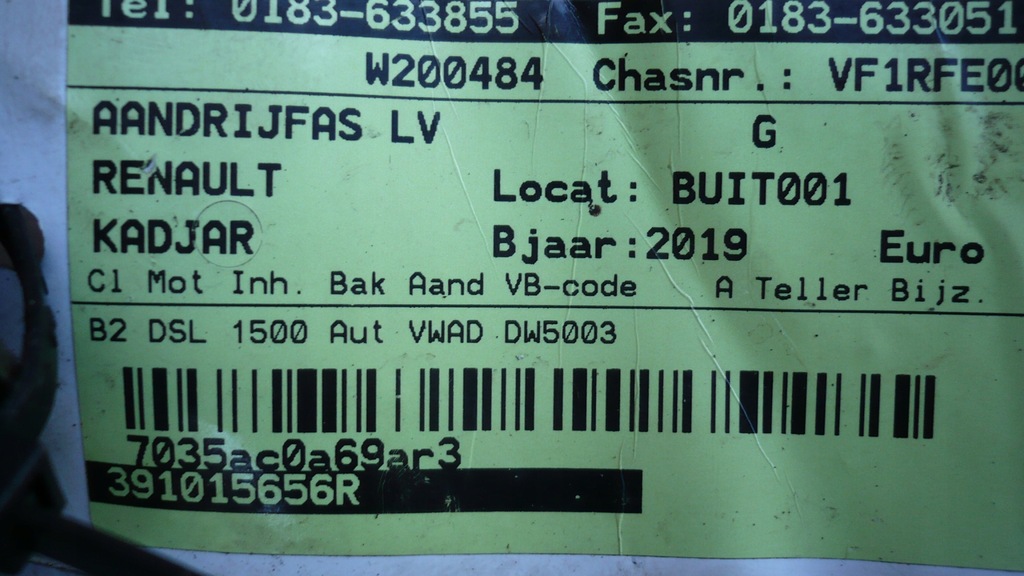 Tel: 0183-633855 Fax: 0183-633051
W200484 Chasnr.: VF1RFE00
AANDRIJFAS LV G
RENAULT Locat: BUIT001
KADJAR Bjaar:2019 Euro
Cl Mot Inh. Bak Aand VB-code A Teller Bijz.
B2 DSL 1500 Aut VWAD DW5003
7035ac0a69ar3
391015656R